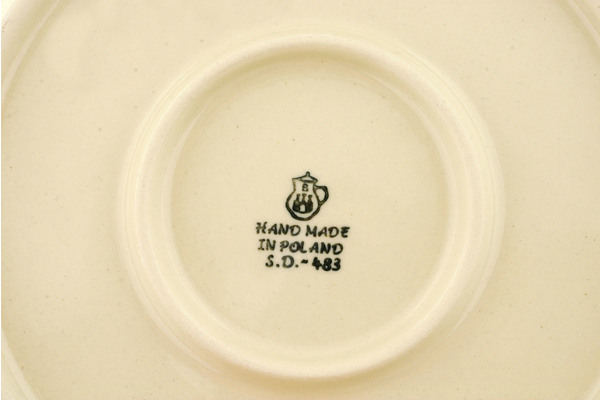 B
HAND MADE
IN POLAND
S.D.-483